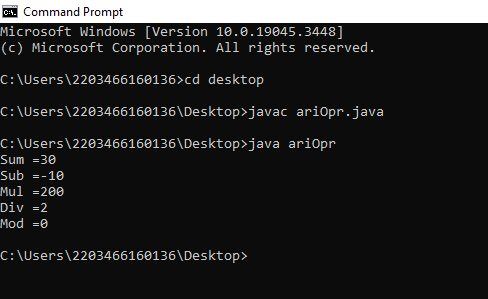 Command Prompt
Microsoft Windows [Version 10.0.19045.3448]
(c) Microsoft Corporation. All rights reserved.
C:\Users\2203466160136>cd desktop
C:\Users\2203466160136\Desktop>javac ariOpr.java
C:\Users\2203466160136\Desktop>java ariOpr
Sum =30
Sub =-10
Mul =200
Div =2
Mod =0
C:\Users\2203466160136\Desktop>